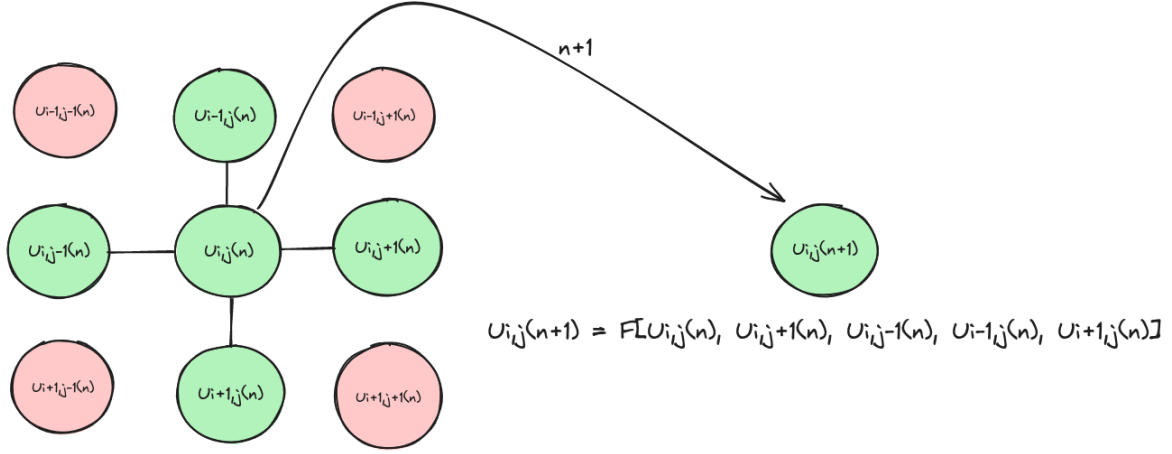 n+1
Ui-1,j-1(n)
Ui-1,j(n)
Ui-1,j+1(n)
Ui,j-1(n)
Ui,j(n)
Ui,j+1(n)
Ui,j(n+1)
Ui,j(n+1) = F[Ui,j(n), Ui,j+1(n), Ui,j-1(n), Ui-1,j(n), Ui+1,j(n)]
Ui+1,j-1(n)
Ui+1,j(n)
Ui+1,j+1(n)